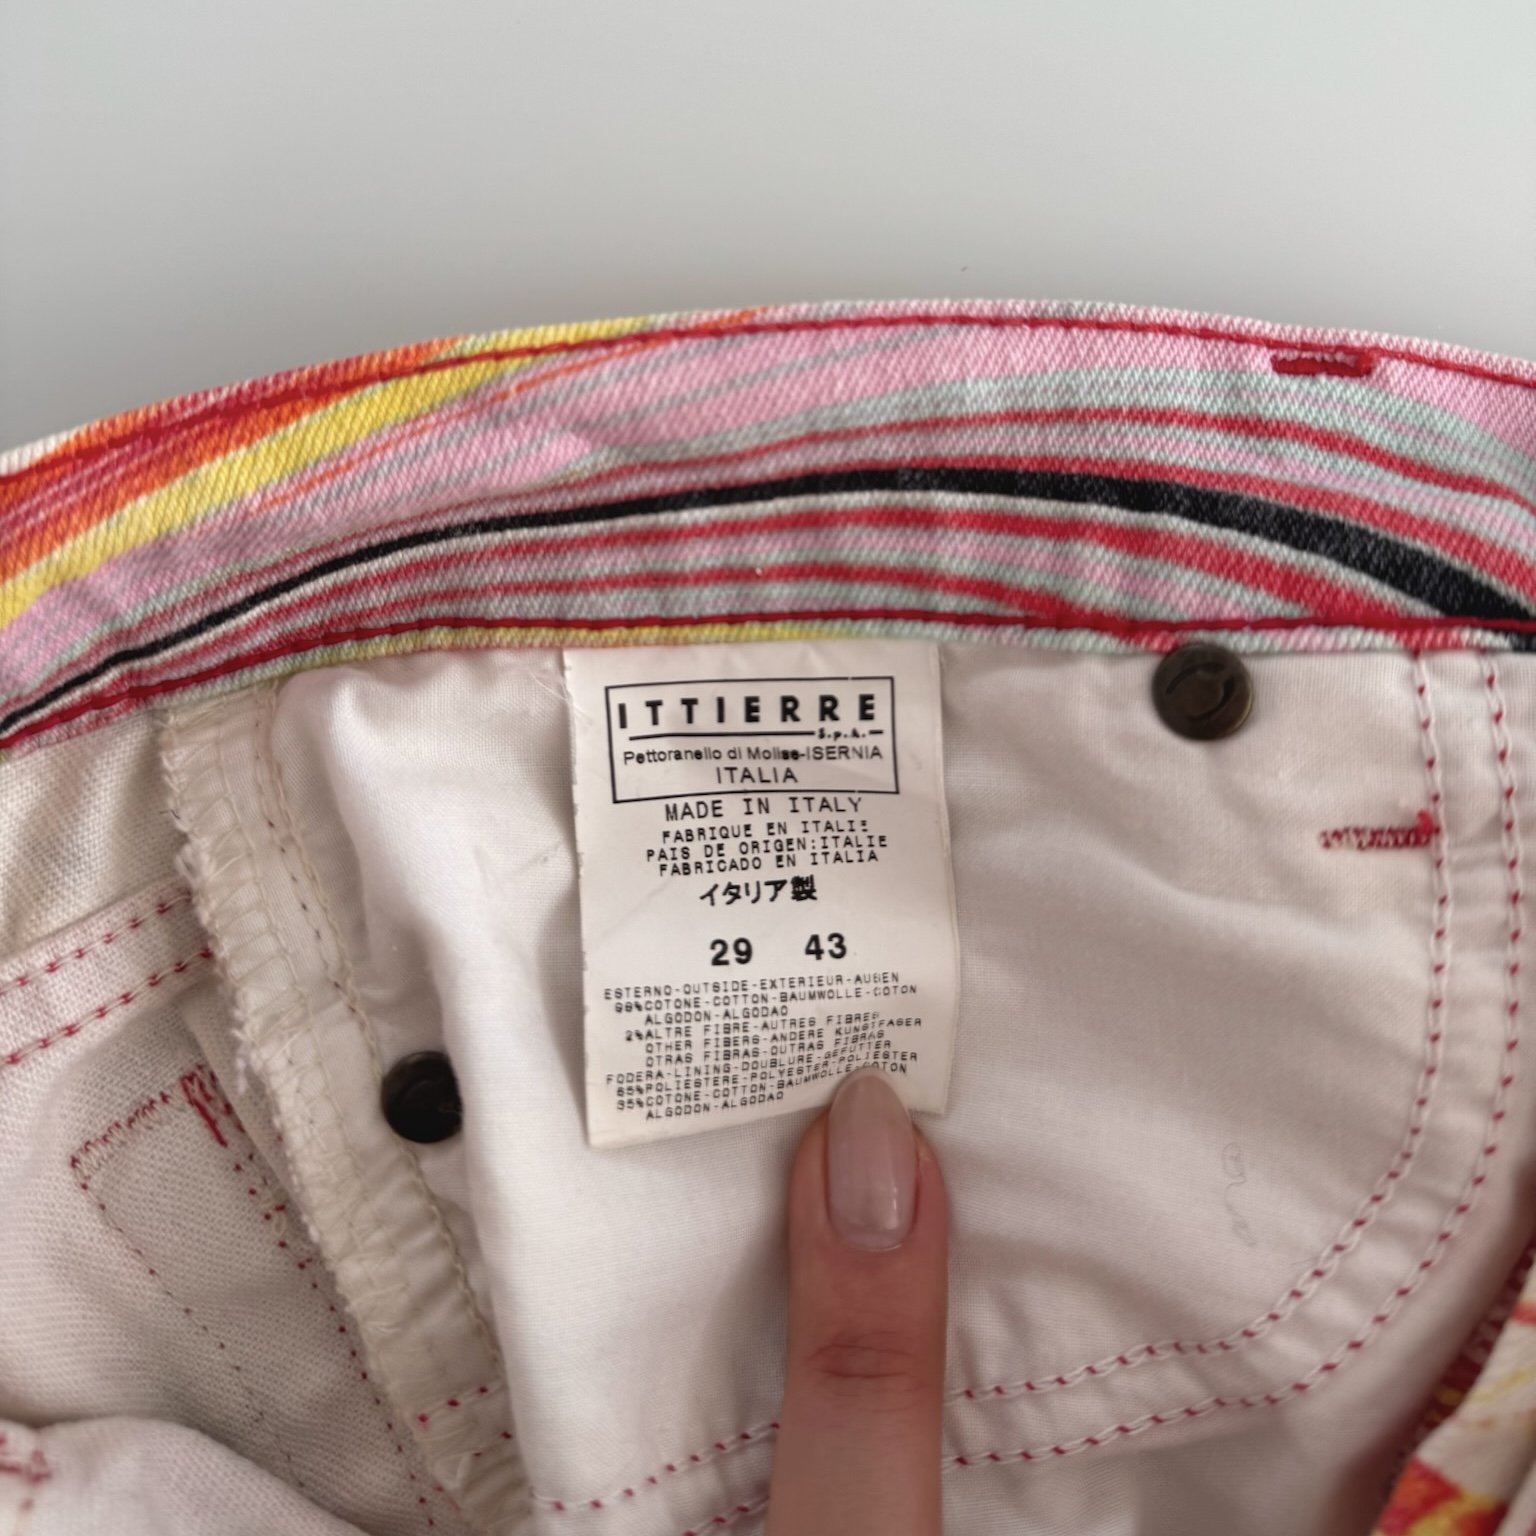 ITTIERRE
S.p.A.
Pettoranello di Molise-ISERNIA
ITALIA
MADE IN ITALY
FABRIQUE EN ITALIE
PAIS DE ORIGEN:ITALIE
FABRICADO EN ITALIA
イタリア製
29 43
ESTERNO-OUTSIDE-EXTERIEUR-AUGEN
98%COTONE-COTTON-BAUMWOLLE-COTON
ALGODON-ALGODAO
2%ALTRE FIBRE-AUTRES FIBRES
OTHER FIBERS-ANDERE KUNSTFASER
OTRAS FIBRAS-OUTRAS FIBRAS
FODERA-LINING-DOUBLURE-GEFUTTER
65%POLIESTERE-POLYESTER-POLIESTER
35%COTONE-COTTON-BAUMWOLLE-COTON
ALGODON-ALGODAO